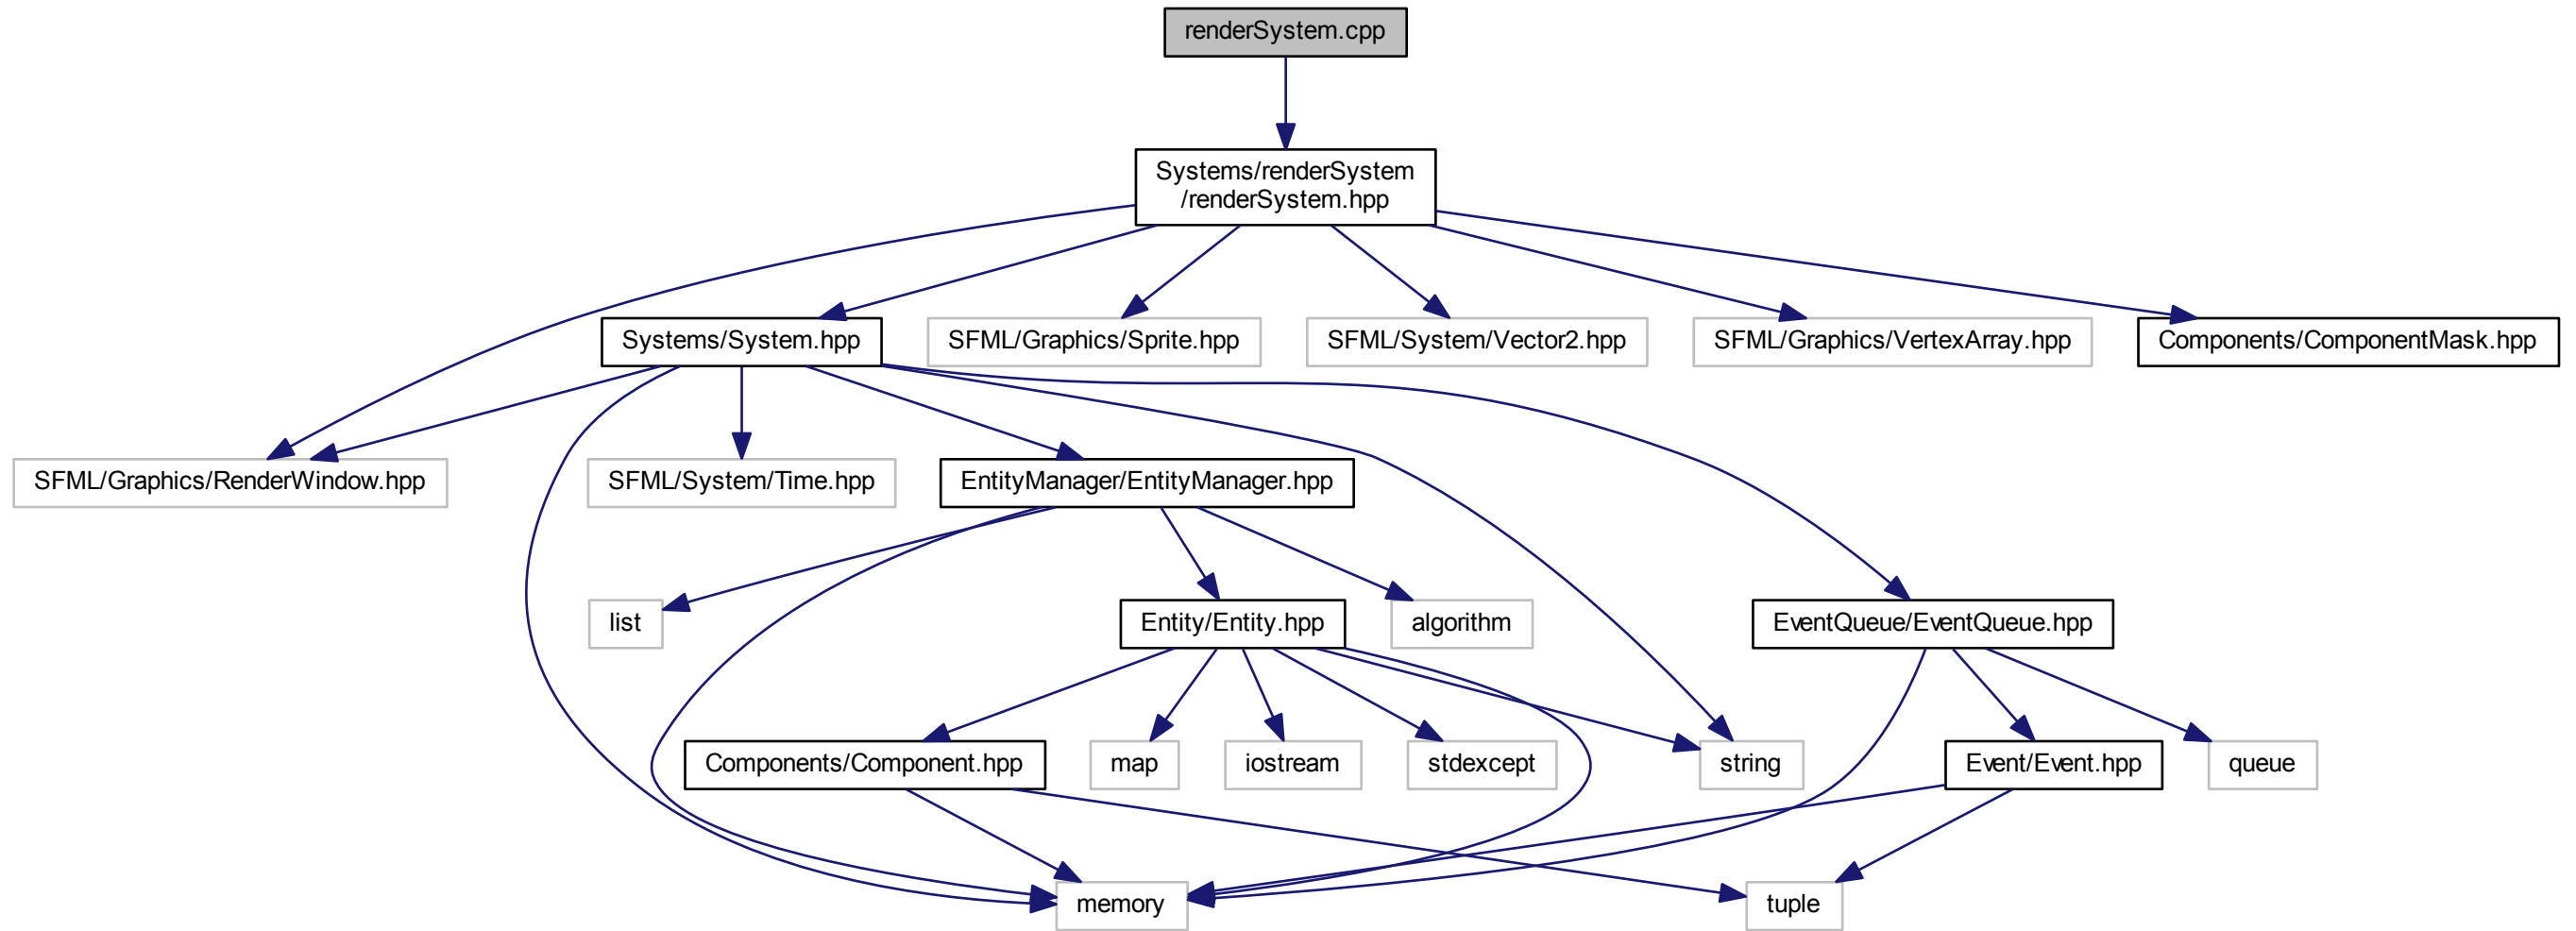 renderSystem.cpp
Systems/renderSystem
/renderSystem.hpp
Systems/System.hpp
SFML/Graphics/Sprite.hpp
SFML/System/Vector2.hpp
SFML/Graphics/VertexArray.hpp
Components/ComponentMask.hpp
SFML/Graphics/RenderWindow.hpp
SFML/System/Time.hpp
EntityManager/EntityManager.hpp
list
Entity/Entity.hpp
algorithm
EventQueue/EventQueue.hpp
Components/Component.hpp
map
iostream
stdexcept
string
Event/Event.hpp
queue
memory
tuple